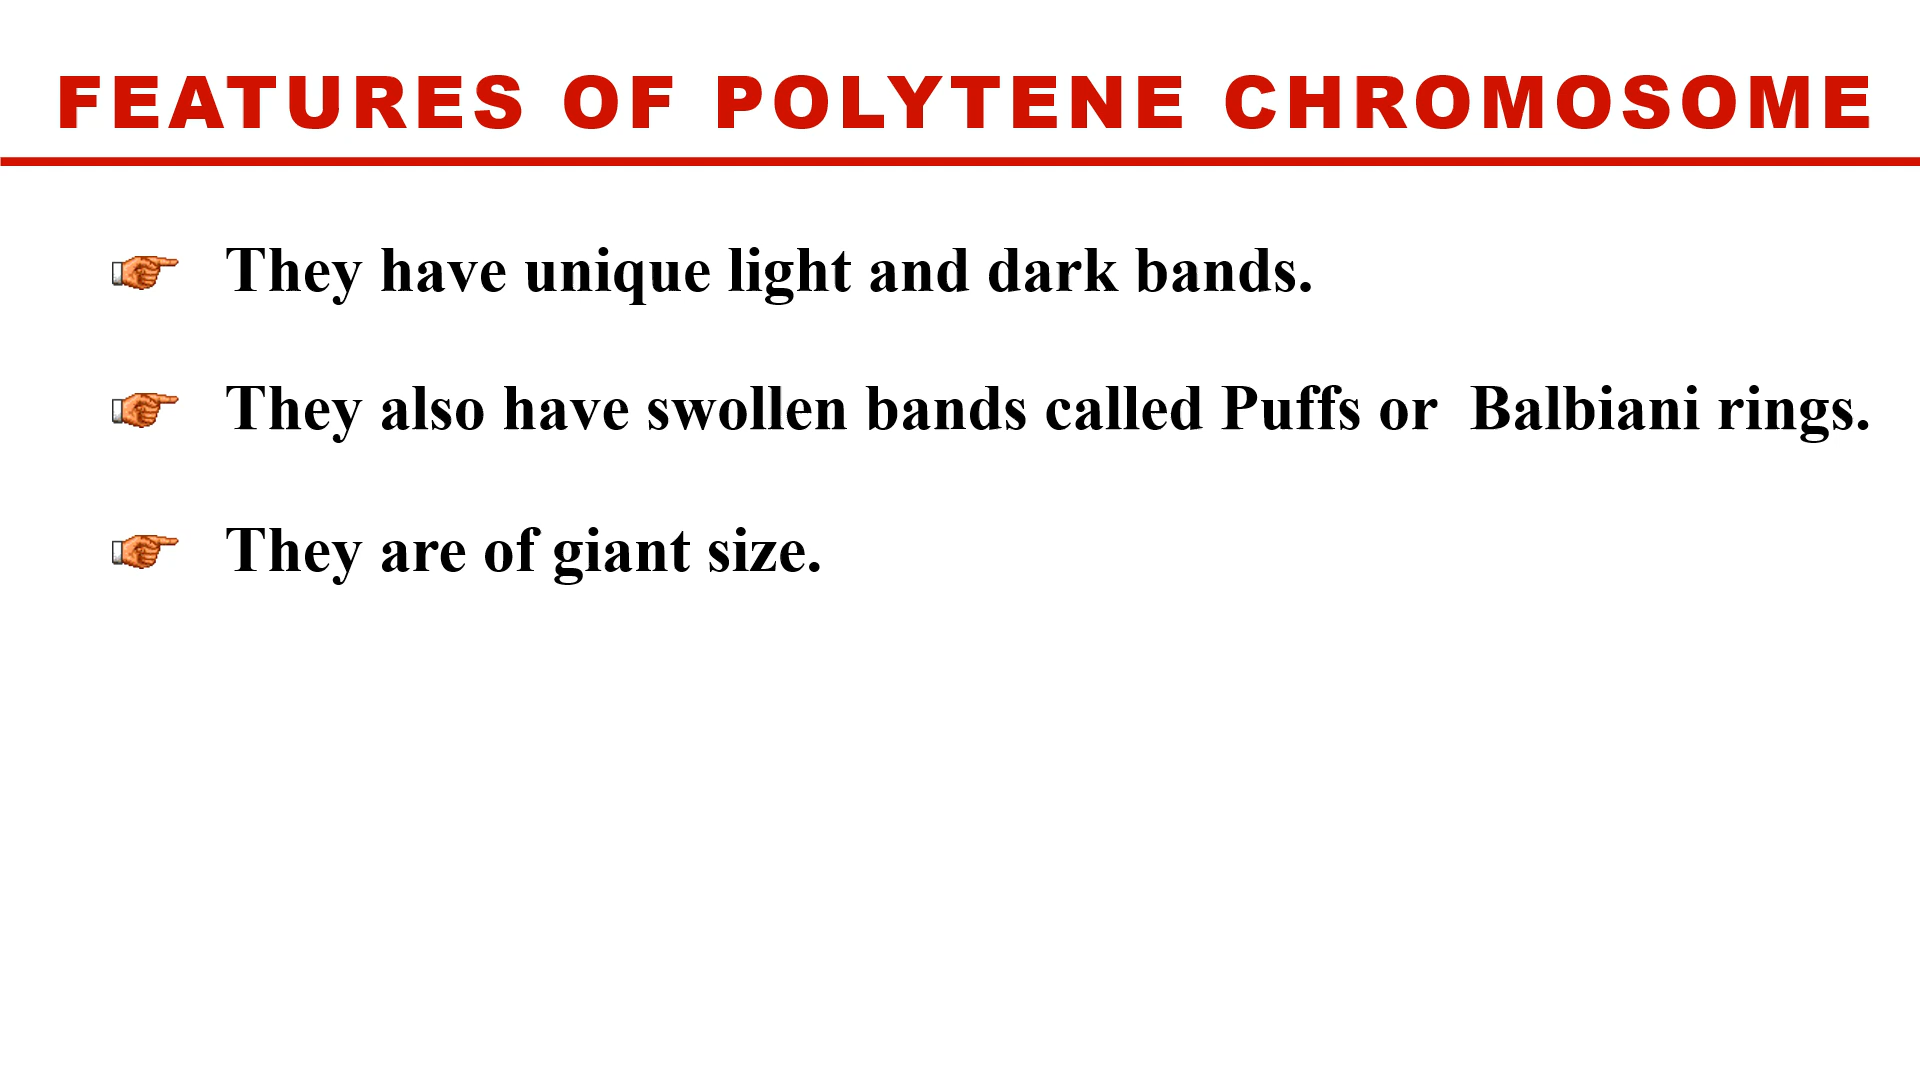 FEATURES OF POLYTENE CHROMOSOME
They have unique light and dark bands.
They also have swollen bands called Puffs or  Balbiani rings.
They are of giant size.